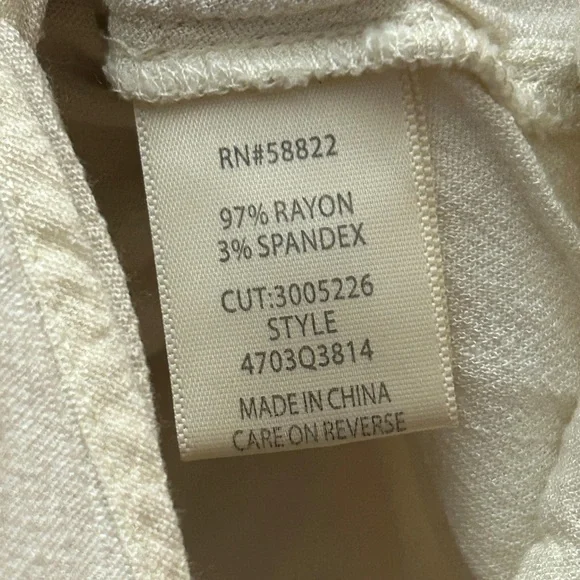 RN#58822
97% RAYON
3% SPANDEX
CUT:3005226
STYLE
4703Q3814
MADE IN CHINA
CARE ON REVERSE